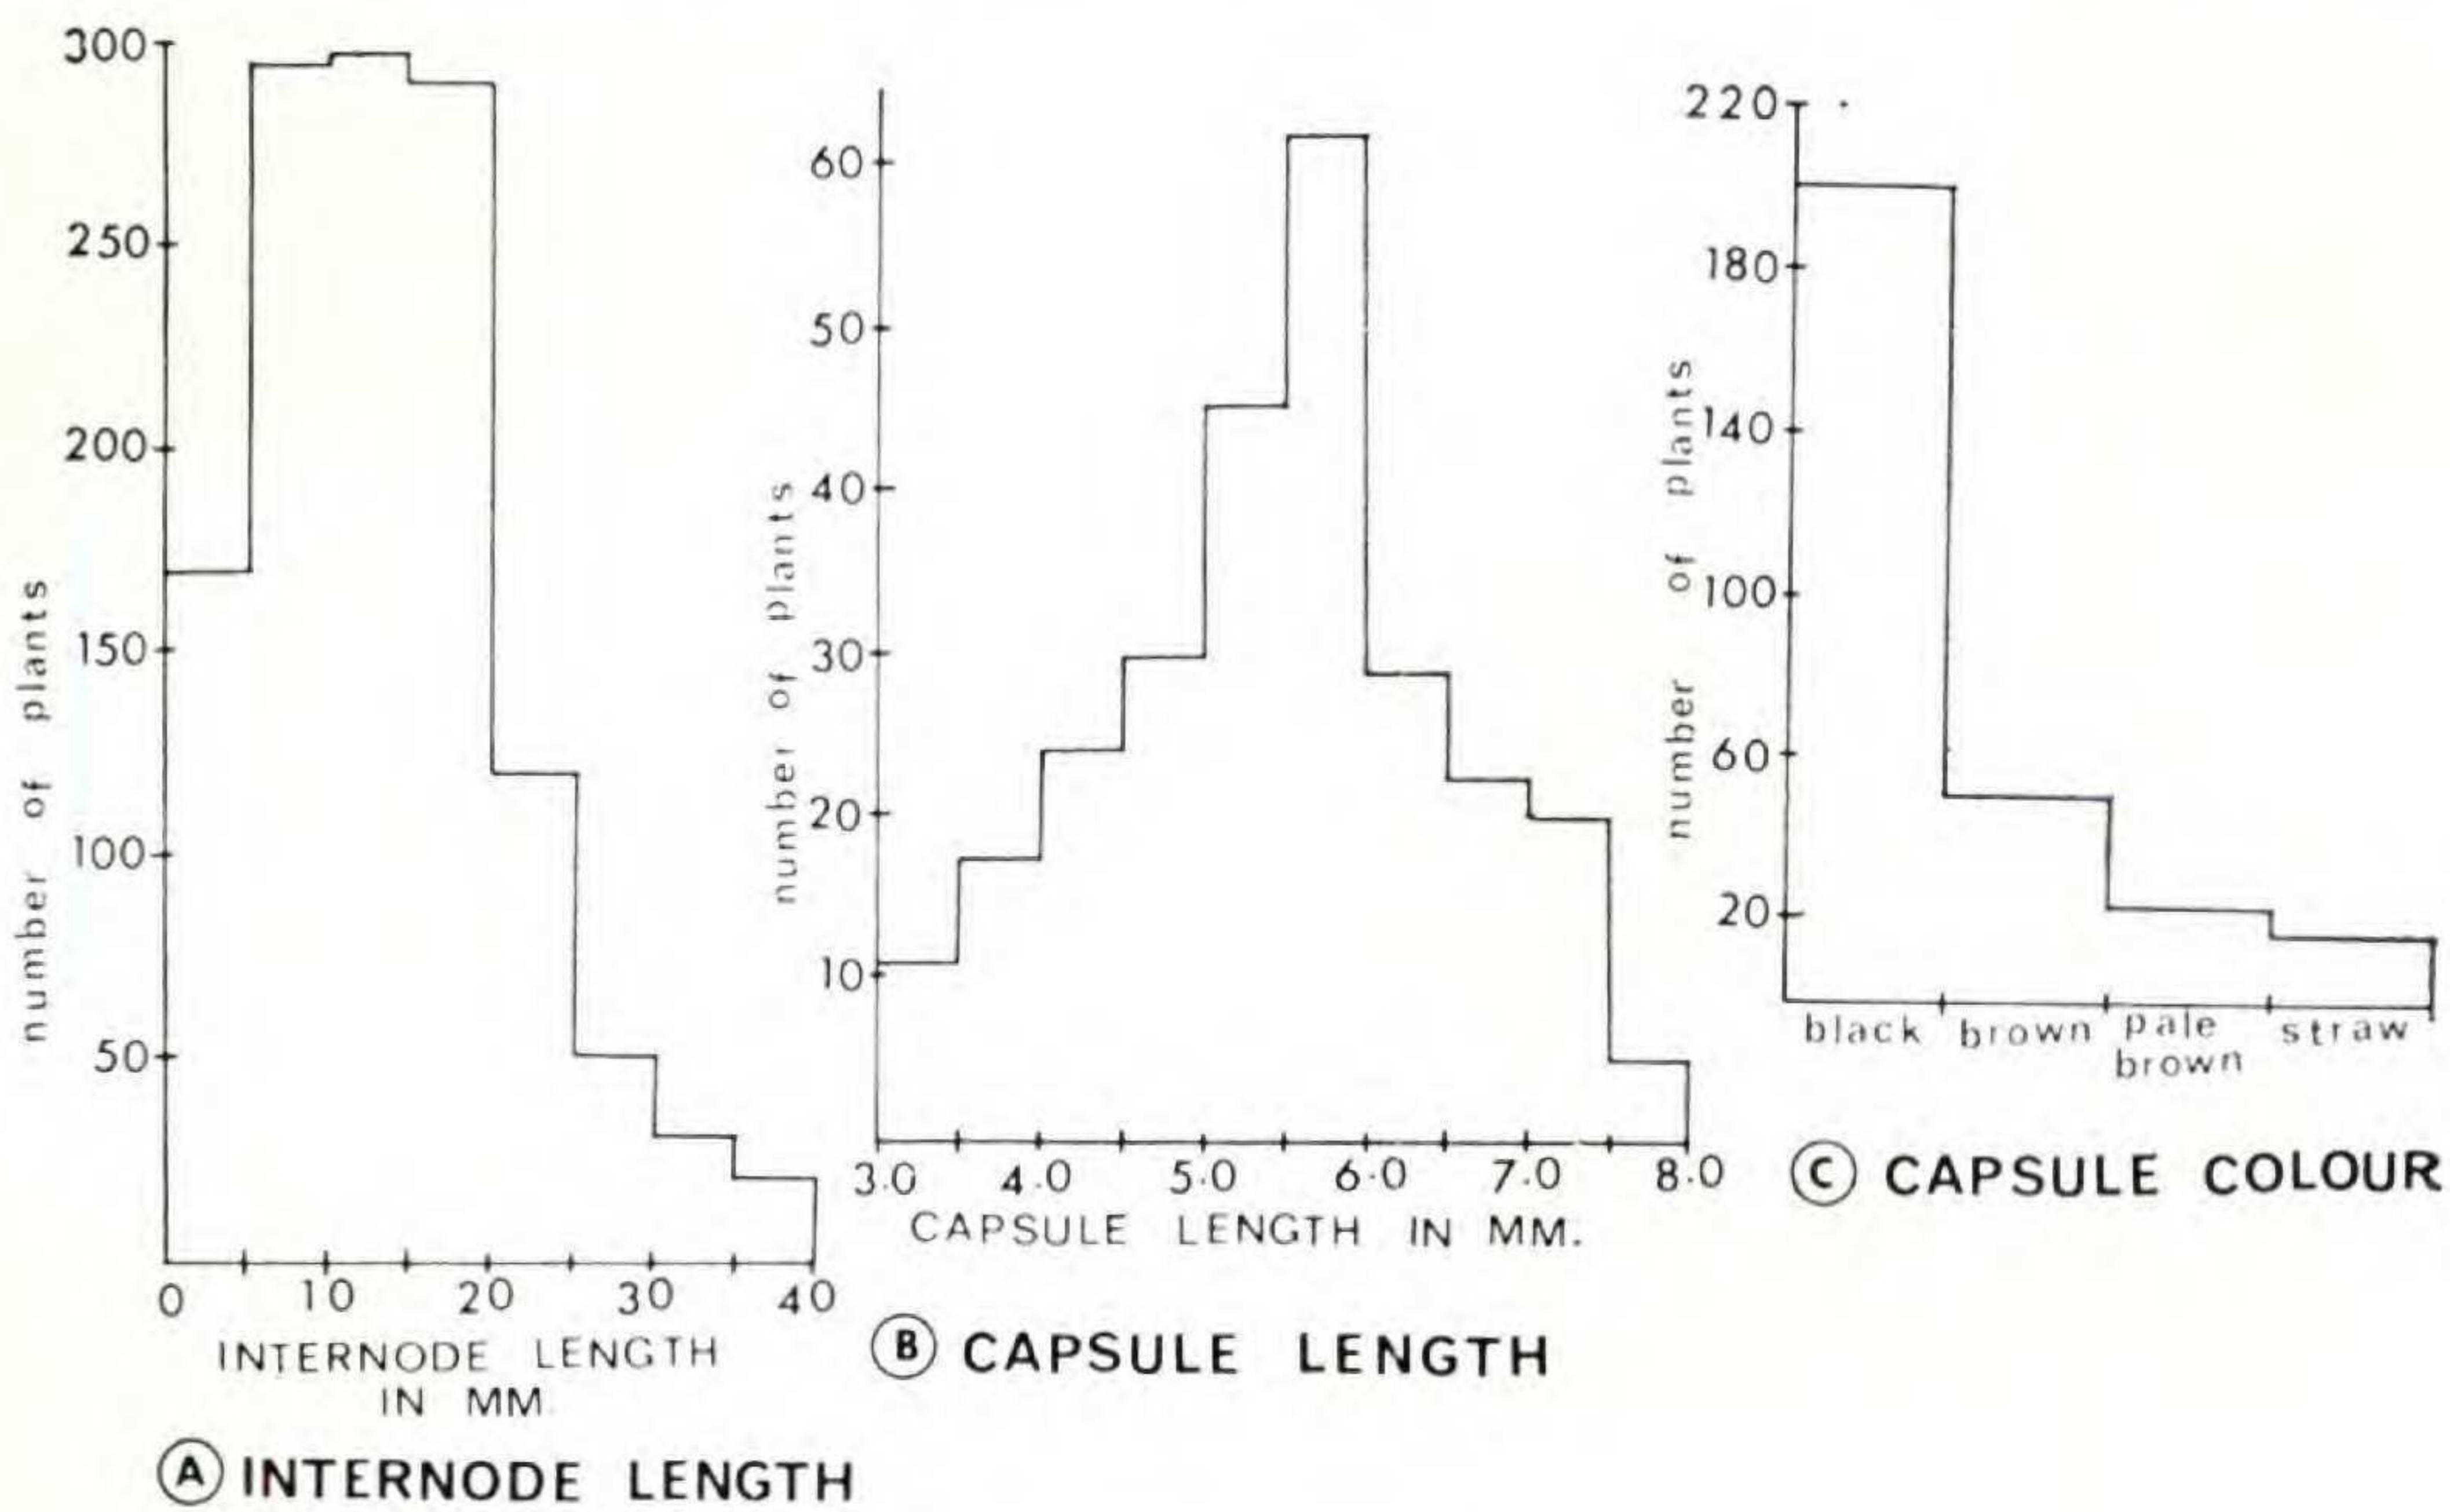 300
250
200
150
100
50
number of plants
0 10 20 30 40
INTERNODE LENGTH
IN MM.
Ⓐ INTERNODE LENGTH
60
50
40
30
20
10
number of plants
3.0 4.0 5.0 6.0 7.0 8.0
CAPSULE LENGTH IN MM.
Ⓑ CAPSULE LENGTH
220
180
140
100
60
20
number of plants
black brown pale brown straw
Ⓒ CAPSULE COLOUR